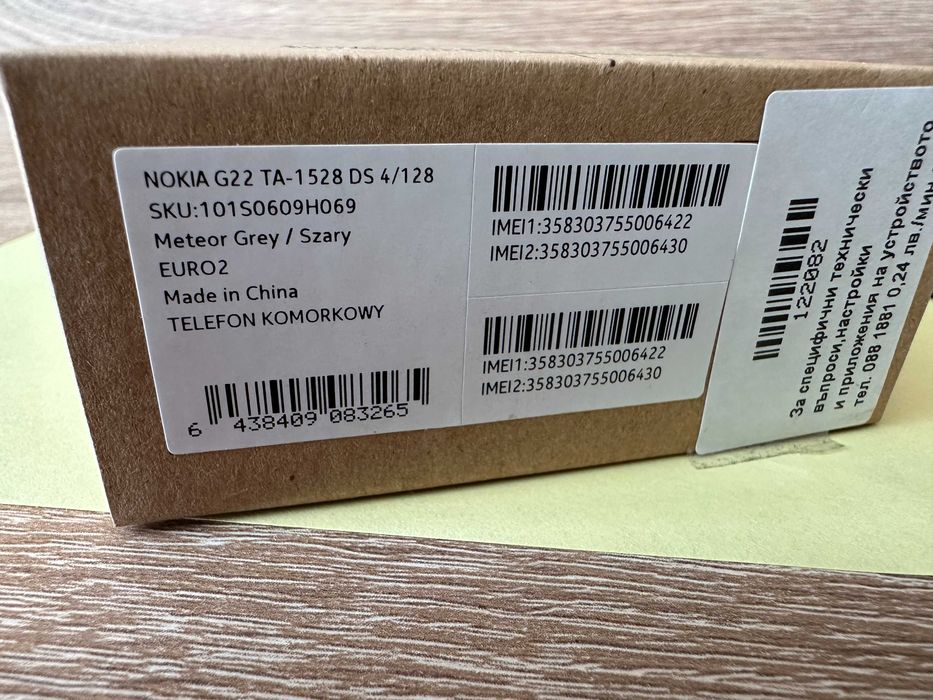 NOKIA G22 TA-1528 DS 4/128
SKU:101S0609H069
Meteor Grey / Szary
EURO2
Made in China
TELEFON KOMORKOWY
6 438409 083265
IMEI1:358303755006422
IMEI2:358303755006430
IMEI1:358303755006422
IMEI2:358303755006430
122082
За специфични технически
въпроси,настройки
и приложения на устройството
тел. 088 1881 0,24 лв./мин